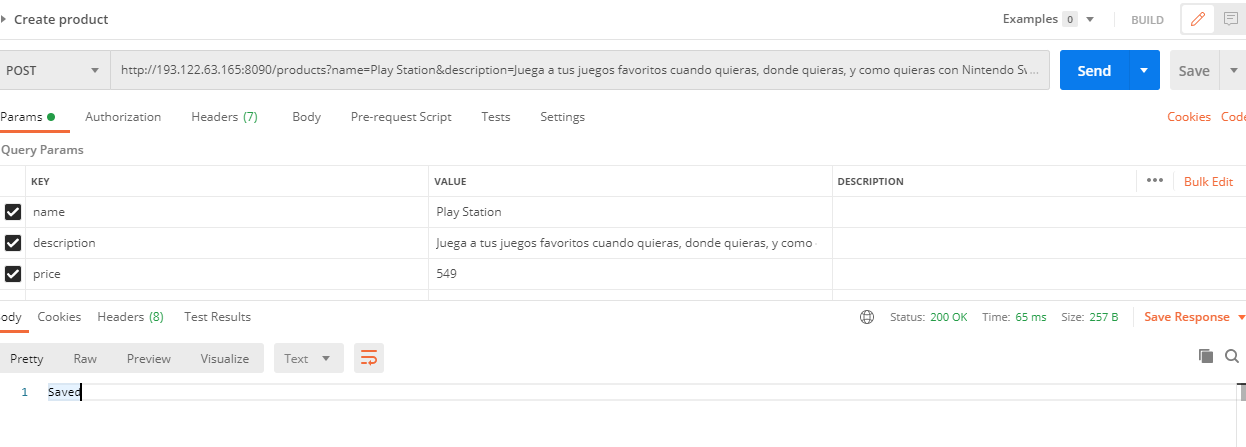 Create product
Examples 0
BUILD
POST
http://193.122.63.165:8090/products?name=Play Station&description=Juega a tus juegos favoritos cuando quieras, donde quieras, y como quieras con Nintendo Sw ...
Send
Save
Params
Authorization
Headers (7)
Body
Pre-request Script
Tests
Settings
Cookies
Code
Query Params
KEY VALUE DESCRIPTION
••• Bulk Edit
name Play Station
description Juega a tus juegos favoritos cuando quieras, donde quieras, y como
price 549
ody
Cookies
Headers (8)
Test Results
Status: 200 OK
Time: 65 ms
Size: 257 B
Save Response
Pretty
Raw
Preview
Visualize
Text
1 Saved